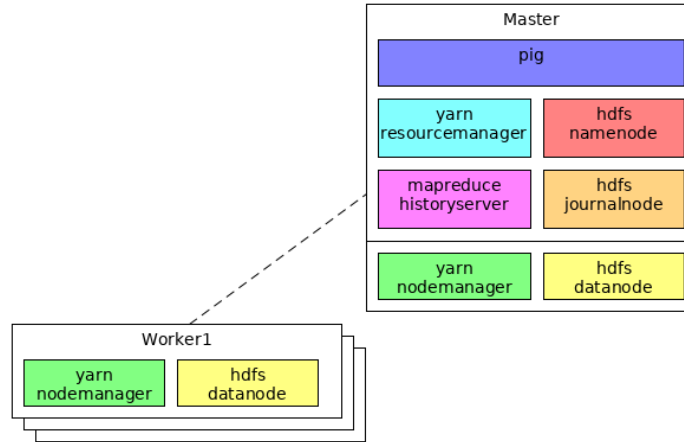 Master
pig
yarn
resourcemanager
hdfs
namenode
mapreduce
historyserver
hdfs
journalnode
yarn
nodemanager
hdfs
datanode
Worker1
yarn
nodemanager
hdfs
datanode